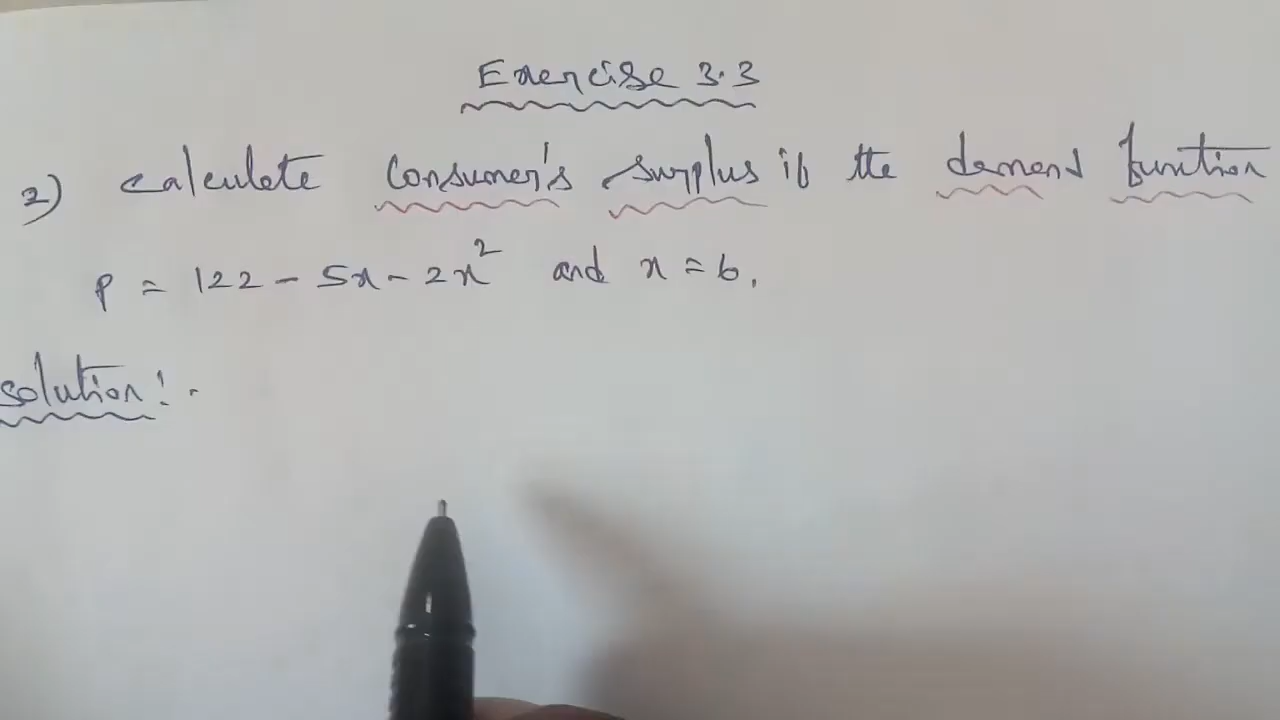 Exercise 3.3
2) calculate consumer's surplus if the demand function
P = 122 - 5x - 2x² and x = 6.
solution:-